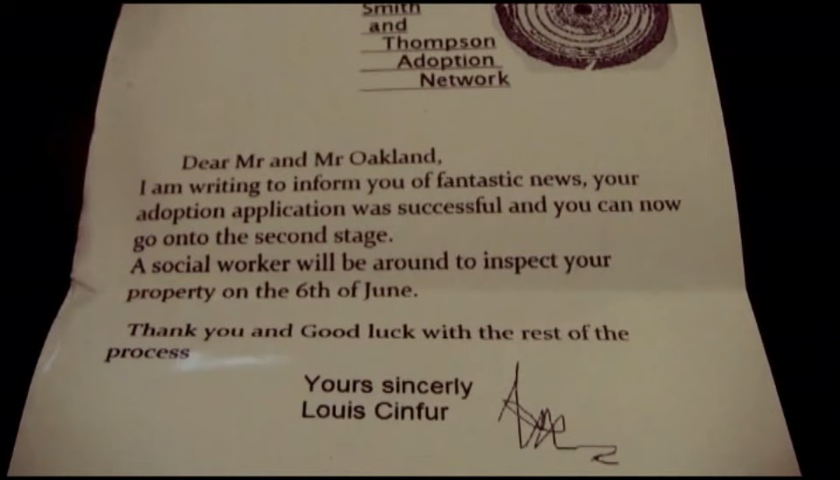 Smith
and
Thompson
Adoption
Network
Dear Mr and Mr Oakland,
I am writing to inform you of fantastic news, your
adoption application was successful and you can now
go onto the second stage.
A social worker will be around to inspect your
property on the 6th of June.
Thank you and Good luck with the rest of the
process
Yours sincerly
Louis Cinfur